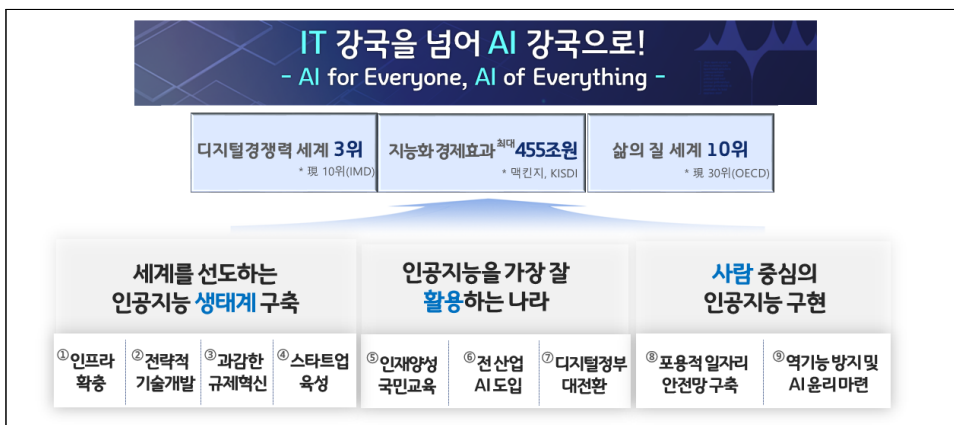 IT 강국을 넘어 AI 강국으로!
- AI for Everyone, AI of Everything -
디지털경쟁력 세계 3위
* 現 10위(IMD)
지능화 경제효과 최대 455조원
* 맥킨지, KISDI
삶의 질 세계 10위
* 現 30위(OECD)
세계를 선도하는
인공지능 생태계 구축
① 인프라
확충
② 전략적
기술개발
③ 과감한
규제혁신
④ 스타트업
육성
인공지능을 가장 잘
활용하는 나라
⑤ 인재양성
국민교육
⑥ 전 산업
AI 도입
⑦ 디지털정부
대전환
사람 중심의
인공지능 구현
⑧ 포용적 일자리
안전망 구축
⑨ 역기능 방지 및
AI 윤리 마련